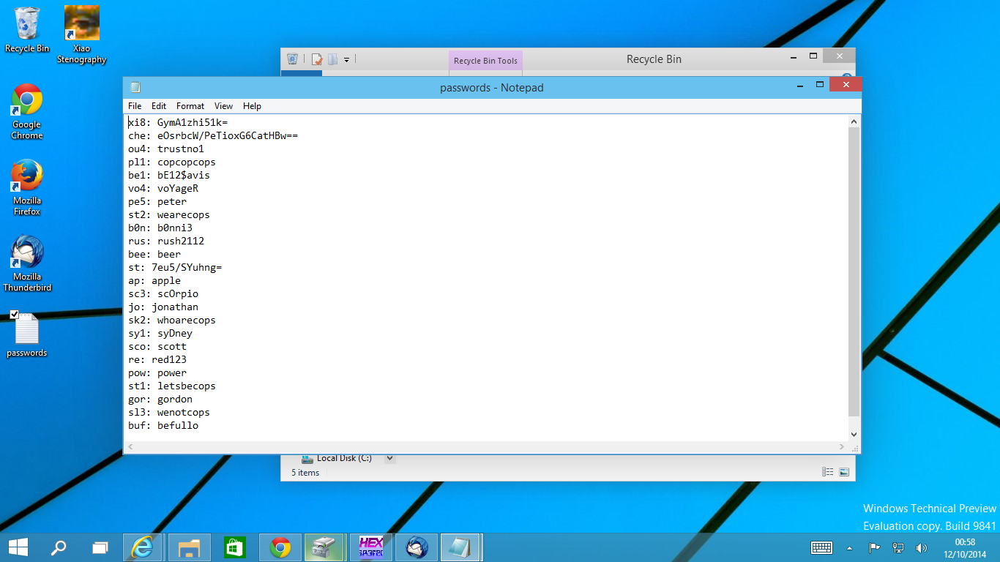 Recycle Bin
Xiao
Stenography
Google
Chrome
Mozilla
Firefox
Mozilla
Thunderbird
passwords
Recycle Bin Tools
Recycle Bin
passwords - Notepad
File Edit Format View Help
xi8: GymA1zhi51k=
che: eOsrbcW/PeTioxG6CatHBw==
ou4: trustno1
pl1: copcopcops
be1: bE12$avis
vo4: voYageR
pe5: peter
st2: wearecops
b0n: b0nni3
rus: rush2112
bee: beer
st: 7eu5/SYuhng=
ap: apple
sc3: scOrpio
jo: jonathan
sk2: whoarecops
sy1: syDney
sco: scott
re: red123
pow: power
st1: letsbecops
gor: gordon
sl3: wenotcops
buf: befullo
Local Disk (C:)
5 items
Windows Technical Preview
Evaluation copy. Build 9841
HEX
00:58
12/10/2014